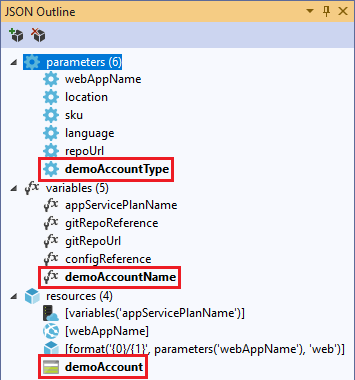 JSON Outline
parameters (6)
webAppName
location
sku
language
repoUrl
demoAccountType
variables (5)
appServicePlanName
gitRepoReference
gitRepoUrl
configReference
demoAccountName
resources (4)
[variables('appServicePlanName')]
[webAppName]
[format('{0}/{1}', parameters('webAppName'), 'web')]
demoAccount